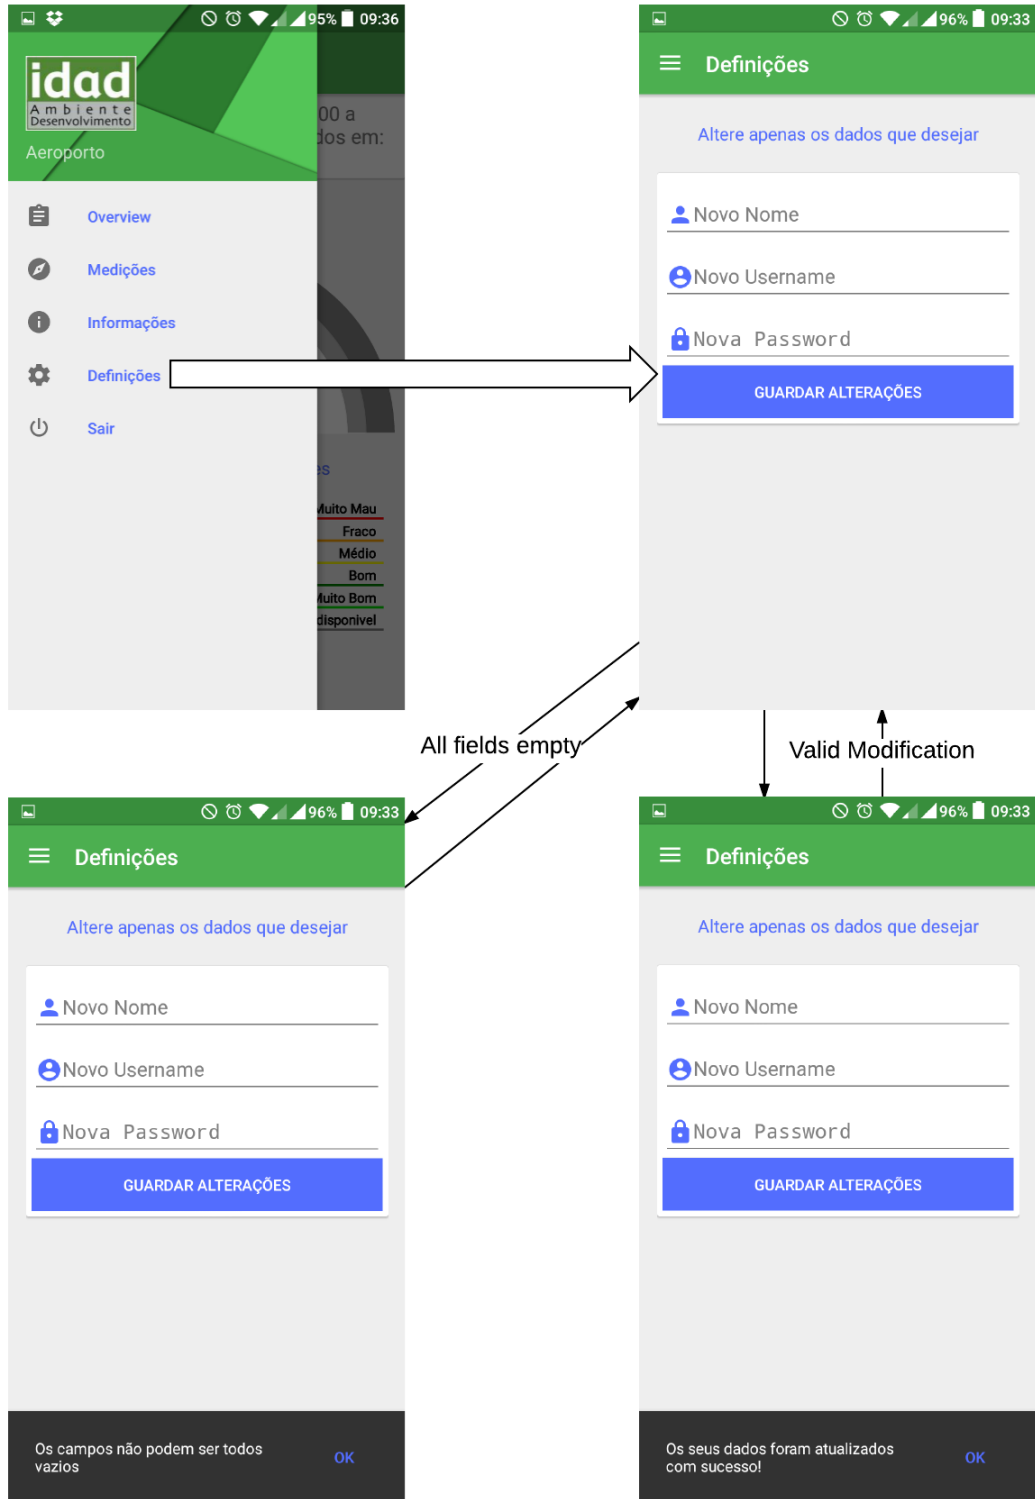 95% 09:36
idad
Ambiente
Desenvolvimento
Aeroporto
00 a
dos em:
Overview
Medições
Informações
Definições
Sair
es
Muito Mau
Fraco
Médio
Bom
Muito Bom
disponivel
96% 09:33
Definições
Altere apenas os dados que desejar
Novo Nome
Novo Username
Nova Password
GUARDAR ALTERAÇÕES
All fields empty
Valid Modification
96% 09:33
Definições
Altere apenas os dados que desejar
Novo Nome
Novo Username
Nova Password
GUARDAR ALTERAÇÕES
Os campos não podem ser todos
vazios
OK
96% 09:33
Definições
Altere apenas os dados que desejar
Novo Nome
Novo Username
Nova Password
GUARDAR ALTERAÇÕES
Os seus dados foram atualizados
com sucesso!
OK